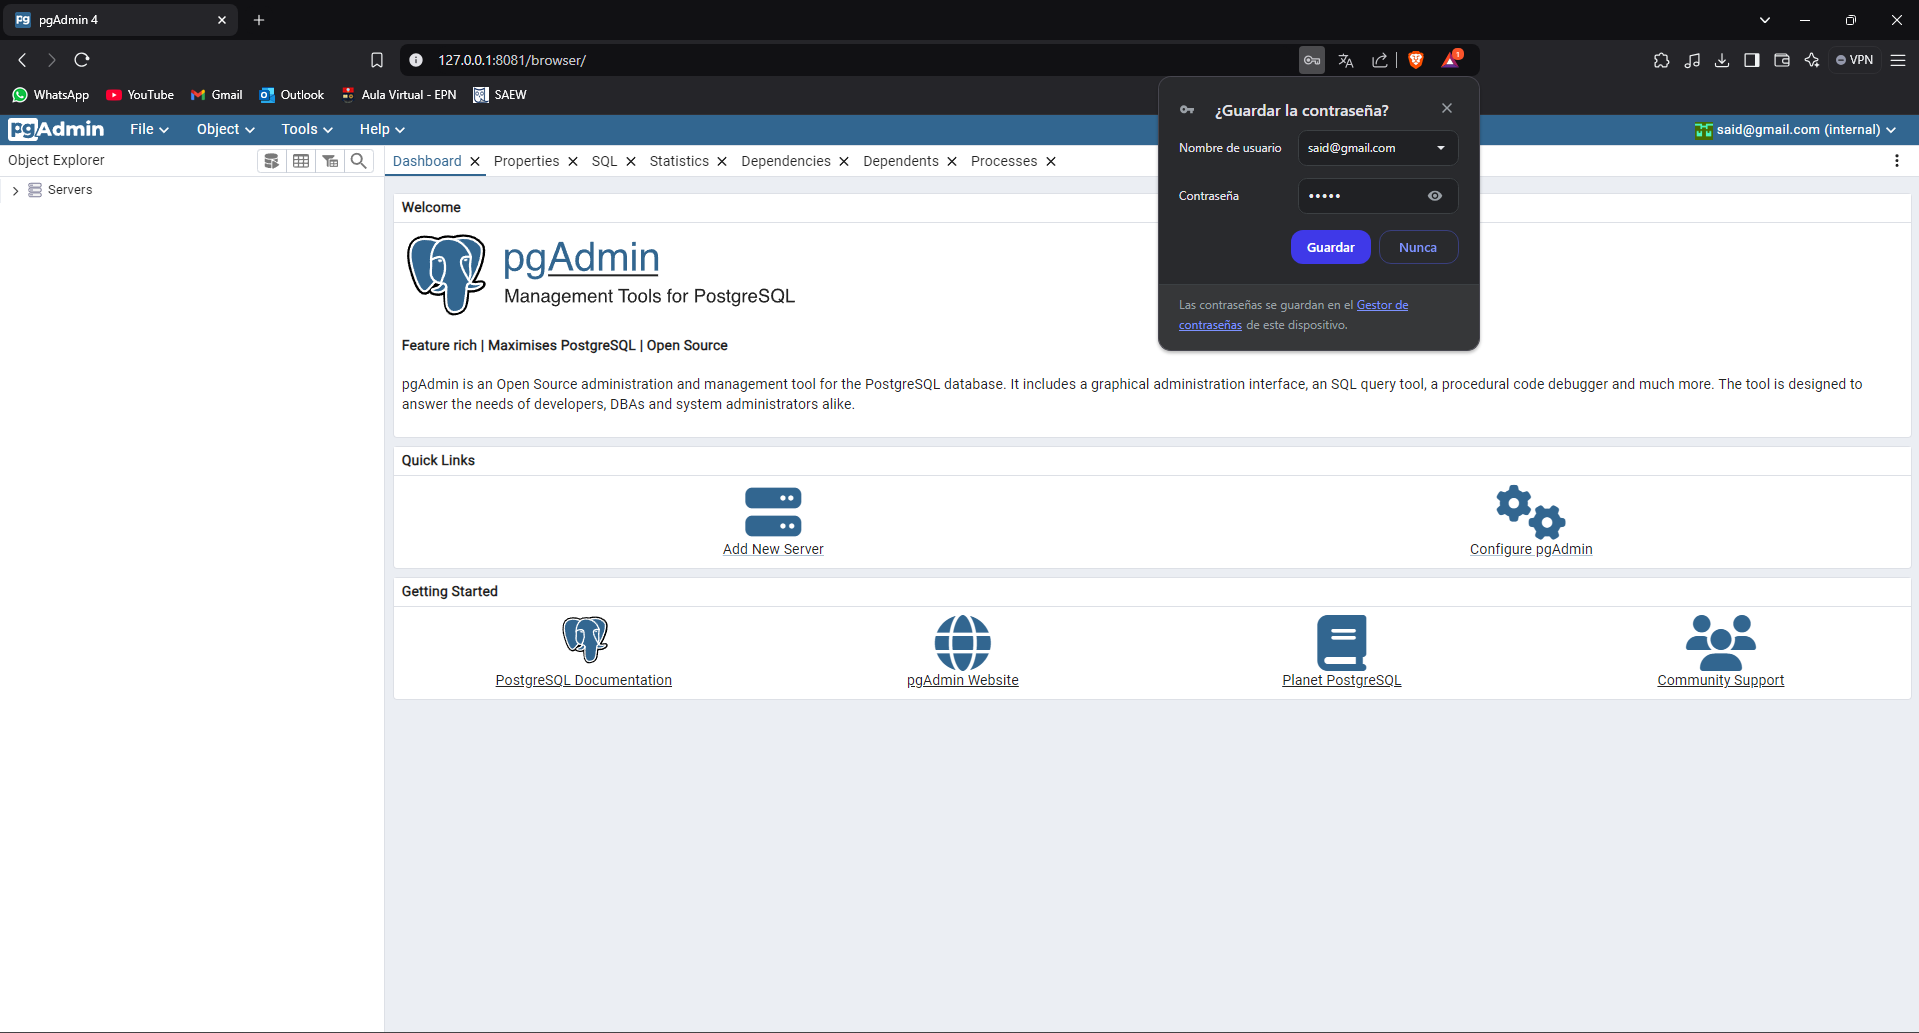 pgAdmin 4
127.0.0.1:8081/browser/
1
VPN
WhatsApp YouTube Gmail Outlook Aula Virtual - EPN SAEW
pgAdmin File Object Tools Help said@gmail.com (internal)
Object Explorer
Servers
Dashboard Properties SQL Statistics Dependencies Dependents Processes
¿Guardar la contraseña?
Nombre de usuario said@gmail.com
Contraseña •••••
Guardar Nunca
Las contraseñas se guardan en el Gestor de
contraseñas de este dispositivo.
Welcome
pgAdmin
Management Tools for PostgreSQL
Feature rich | Maximises PostgreSQL | Open Source
pgAdmin is an Open Source administration and management tool for the PostgreSQL database. It includes a graphical administration interface, an SQL query tool, a procedural code debugger and much more. The tool is designed to
answer the needs of developers, DBAs and system administrators alike.
Quick Links
Add New Server Configure pgAdmin
Getting Started
PostgreSQL Documentation pgAdmin Website Planet PostgreSQL Community Support